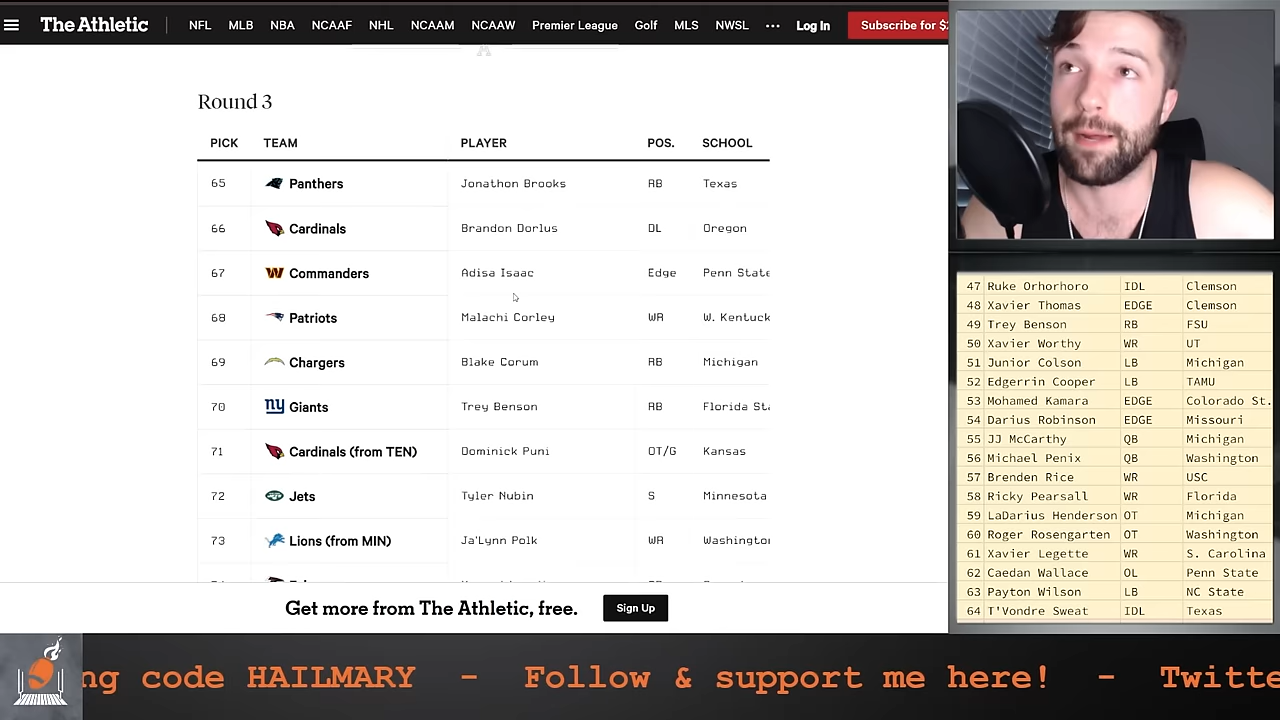 The Athletic NFL MLB NBA NCAAF NHL NCAAM NCAAW Premier League Golf MLS NWSL ••• Log In Subscribe for $
Round 3
PICK TEAM PLAYER POS. SCHOOL
65 Panthers Jonathon Brooks RB Texas
66 Cardinals Brandon Dorlus DL Oregon
67 Commanders Adisa Isaac Edge Penn State
68 Patriots Malachi Corley WR W. Kentuck
69 Chargers Blake Corum RB Michigan
70 ny Giants Trey Benson RB Florida Sta
71 Cardinals (from TEN) Dominick Puni OT/G Kansas
72 Jets Tyler Nubin S Minnesota
73 Lions (from MIN) Ja'Lynn Polk WR Washington
Get more from The Athletic, free. Sign Up
47 Ruke Orhorhoro IDL Clemson
48 Xavier Thomas EDGE Clemson
49 Trey Benson RB FSU
50 Xavier Worthy WR UT
51 Junior Colson LB Michigan
52 Edgerrin Cooper LB TAMU
53 Mohamed Kamara EDGE Colorado St.
54 Darius Robinson EDGE Missouri
55 JJ McCarthy QB Michigan
56 Michael Penix QB Washington
57 Brenden Rice WR USC
58 Ricky Pearsall WR Florida
59 LaDarius Henderson OT Michigan
60 Roger Rosengarten OT Washington
61 Xavier Legette WR S. Carolina
62 Caedan Wallace OL Penn State
63 Payton Wilson LB NC State
64 T'Vondre Sweat IDL Texas
ng code HAILMARY - Follow & support me here! - Twitte